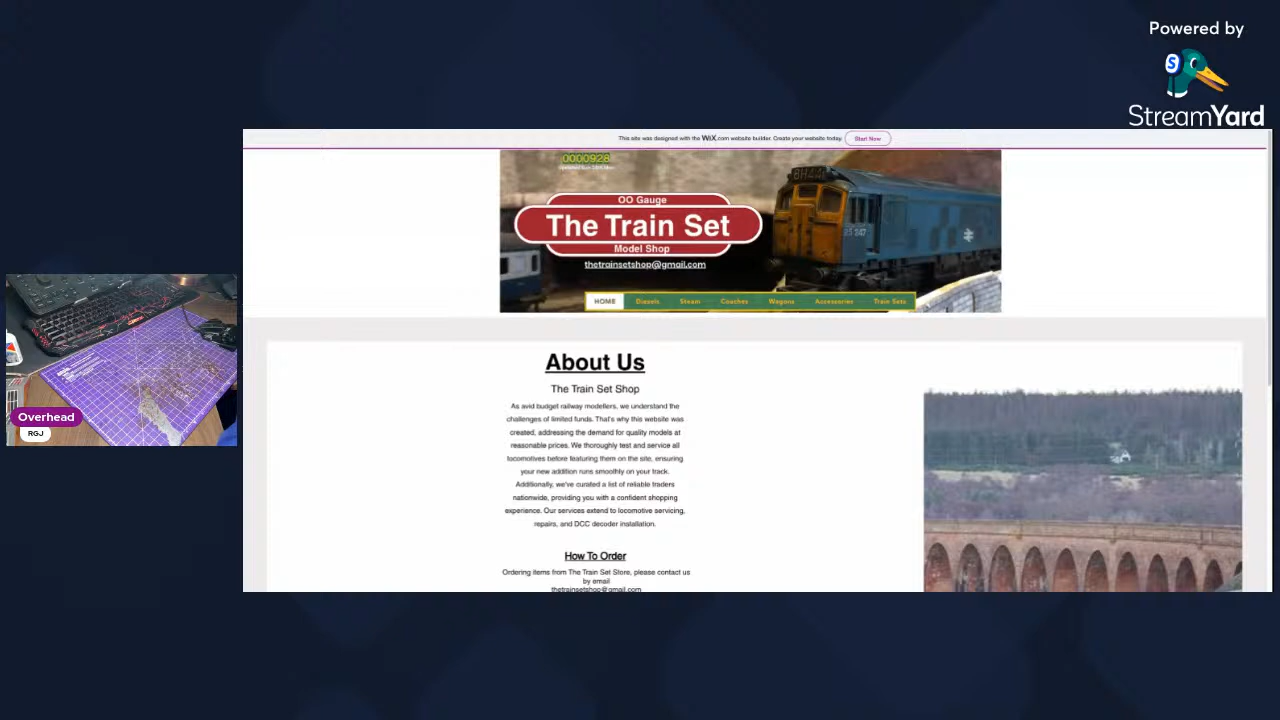 Powered by
S
StreamYard
This site was designed with the WiX.com website builder. Create your website today.
Start Now
0000928
OO Gauge
The Train Set
Model Shop
thetrainsetshop@gmail.com
25 247
HOME
Diesels
Steam
Coaches
Wagons
Accessories
Train Sets
About Us
The Train Set Shop
As avid budget railway modellers, we understand the
challenges of limited funds. That's why this website was
created, addressing the demand for quality models at
reasonable prices. We thoroughly test and service all
locomotives before featuring them on the site, ensuring
your new addition runs smoothly on your track.
Additionally, we've curated a list of reliable traders
nationwide, providing you with a confident shopping
experience. Our services extend to locomotive servicing,
repairs, and DCC decoder installation.
How To Order
Ordering items from The Train Set Store, please contact us
by email
thetrainsetshop@gmail.com
Overhead
RGJ